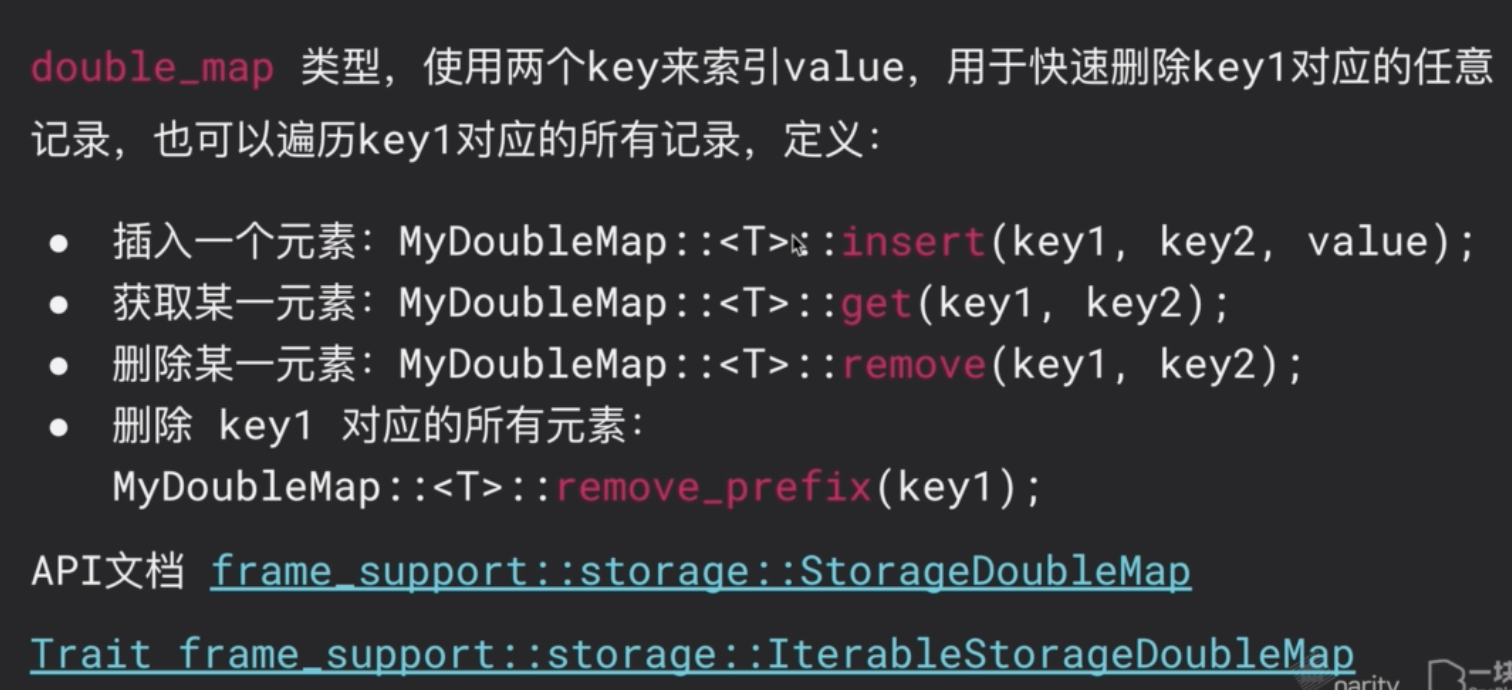 double_map 类型，使用两个key来索引value，用于快速删除key1对应的任意
记录，也可以遍历key1对应的所有记录，定义：
● 插入一个元素：MyDoubleMap::<T>::insert(key1, key2, value);
● 获取某一元素：MyDoubleMap::<T>::get(key1, key2);
● 删除某一元素：MyDoubleMap::<T>::remove(key1, key2);
● 删除 key1 对应的所有元素：
MyDoubleMap::<T>::remove_prefix(key1);
API文档 frame_support::storage::StorageDoubleMap
Trait frame_support::storage::IterableStorageDoubleMap
parity